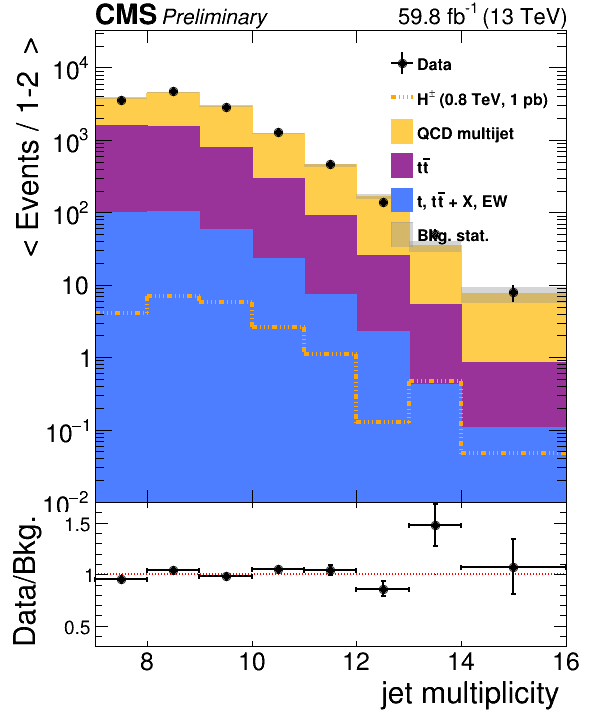 CMS Preliminary 59.8 fb⁻¹ (13 TeV)
< Events / 1-2 >
10⁴
10³
10²
10
1
10⁻¹
10⁻²
Data
H± (0.8 TeV, 1 pb)
QCD multijet
tt̅
t, tt̅ + X, EW
Bkg. stat.
Data/Bkg.
1.5
1
0.5
8 10 12 14 16
jet multiplicity